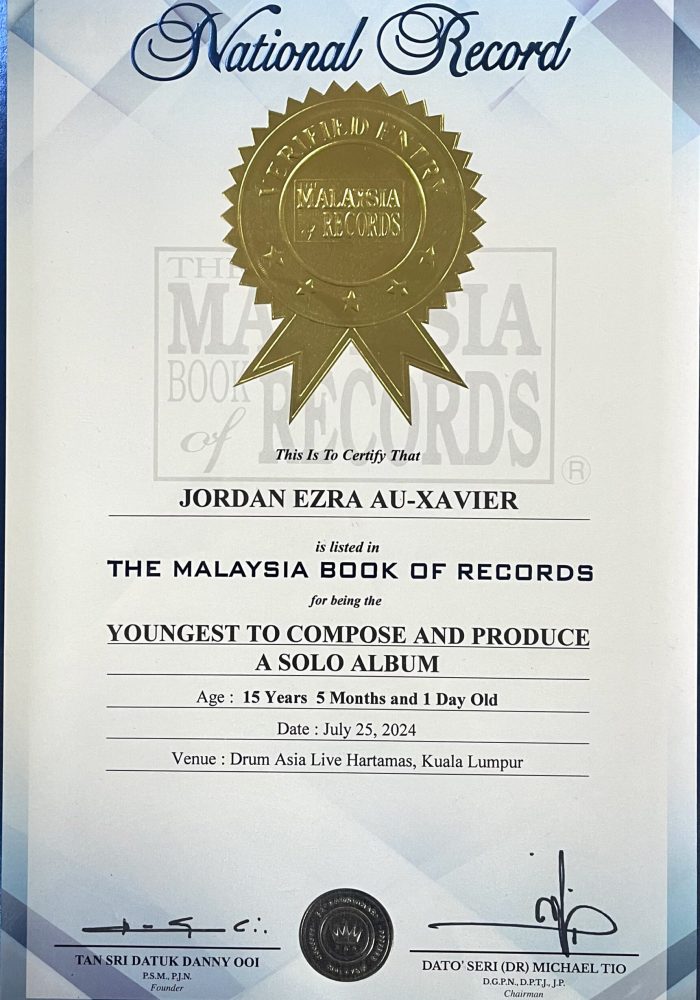 National Record
VERIFIED ENTRY
MALAYSIA
of RECORDS
THE
MALAYSIA
BOOK
of RECORDS
®
This Is To Certify That
JORDAN EZRA AU-XAVIER
is listed in
THE MALAYSIA BOOK OF RECORDS
for being the
YOUNGEST TO COMPOSE AND PRODUCE
A SOLO ALBUM
Age : 15 Years 5 Months and 1 Day Old
Date : July 25, 2024
Venue : Drum Asia Live Hartamas, Kuala Lumpur
TAN SRI DATUK DANNY OOI
P.S.M., P.J.N.
Founder
DATO' SERI (DR) MICHAEL TIO
D.G.P.N., D.P.T.J., J.P.
Chairman